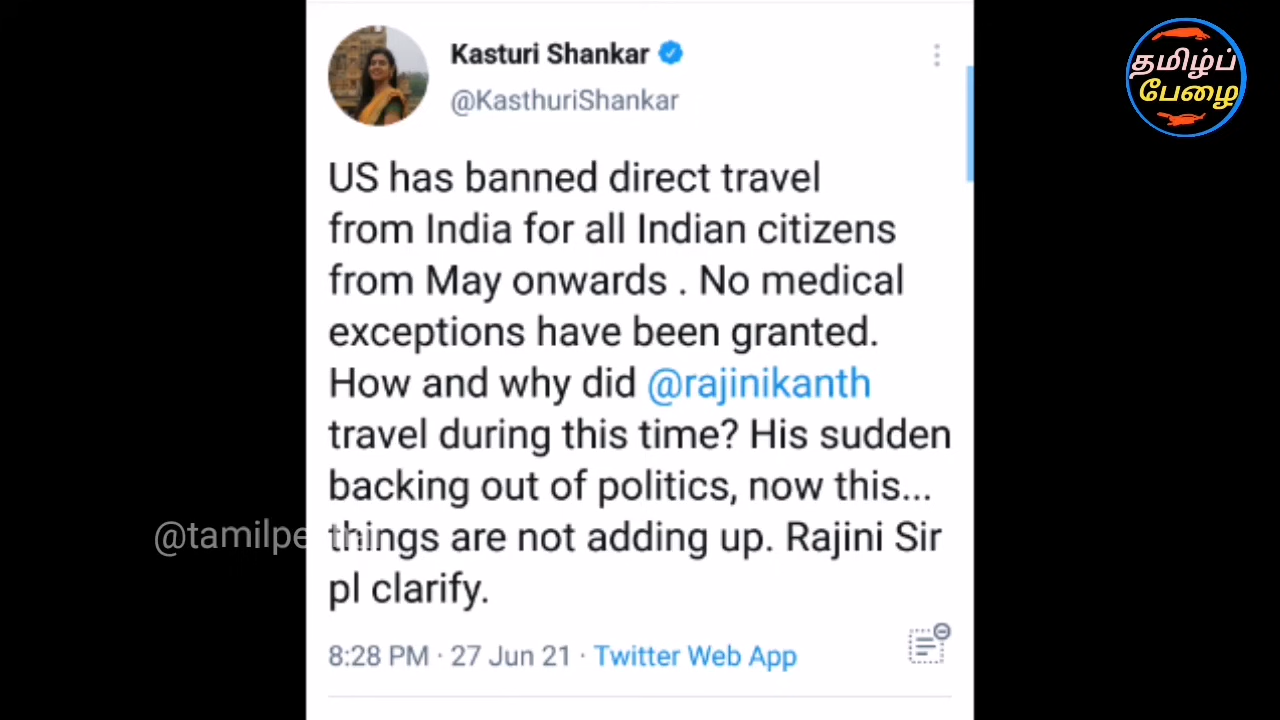 Kasturi Shankar
@KasthuriShankar
தமிழ்ப்
பேழை
US has banned direct travel
from India for all Indian citizens
from May onwards . No medical
exceptions have been granted.
How and why did @rajinikanth
travel during this time? His sudden
backing out of politics, now this...
things are not adding up. Rajini Sir
pl clarify.
8:28 PM · 27 Jun 21 · Twitter Web App